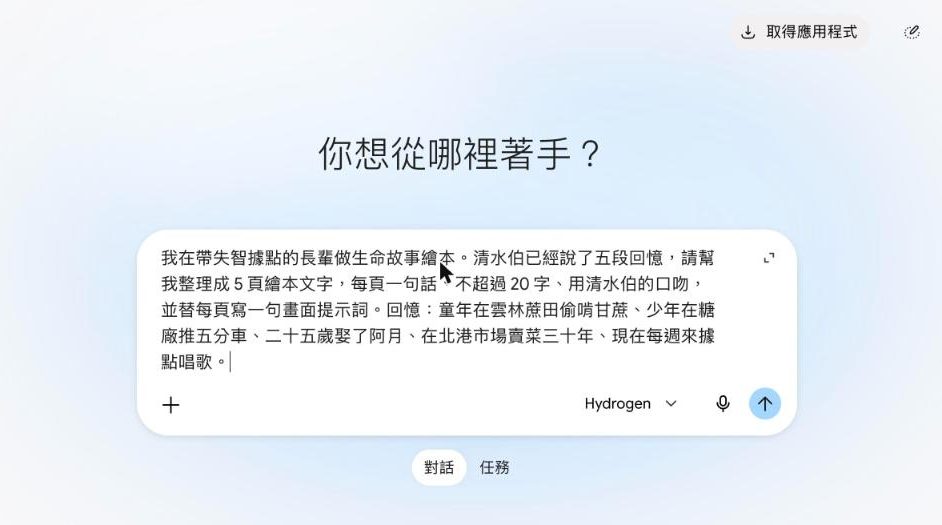 取得應用程式
你想從哪裡著手？
我在帶失智據點的長輩做生命故事繪本。清水伯已經說了五段回憶，請幫
我整理成 5 頁繪本文字，每頁一句話、不超過 20 字、用清水伯的口吻，
並替每頁寫一句畫面提示詞。回憶：童年在雲林蔗田偷啃甘蔗、少年在糖
廠推五分車、二十五歲娶了阿月、在北港市場賣菜三十年、現在每週來據
點唱歌。
Hydrogen
對話 任務